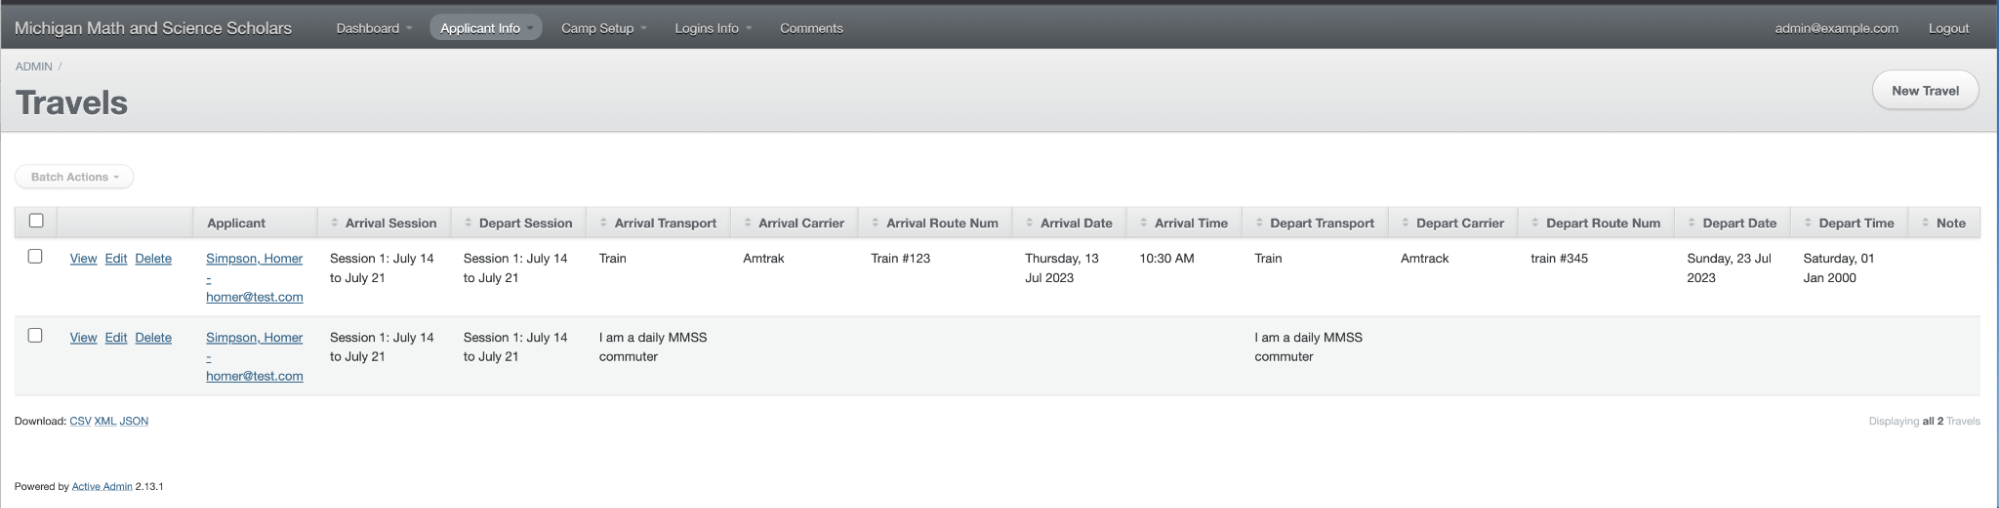 Michigan Math and Science Scholars Dashboard Applicant Info Camp Setup Logins Info Comments admin@example.com Logout
ADMIN /
Travels
New Travel
Batch Actions
Applicant Arrival Session Depart Session Arrival Transport Arrival Carrier Arrival Route Num Arrival Date Arrival Time Depart Transport Depart Carrier Depart Route Num Depart Date Depart Time Note
View Edit Delete Simpson, Homer Session 1: July 14 Session 1: July 14 Train Amtrak Train #123 Thursday, 13 10:30 AM Train Amtrack train #345 Sunday, 23 Jul Saturday, 01
- to July 21 to July 21 Jul 2023 2023 Jan 2000
homer@test.com
View Edit Delete Simpson, Homer Session 1: July 14 Session 1: July 14 I am a daily MMSS I am a daily MMSS
- to July 21 to July 21 commuter commuter
homer@test.com
Download: CSV XML JSON Displaying all 2 Travels
Powered by Active Admin 2.13.1